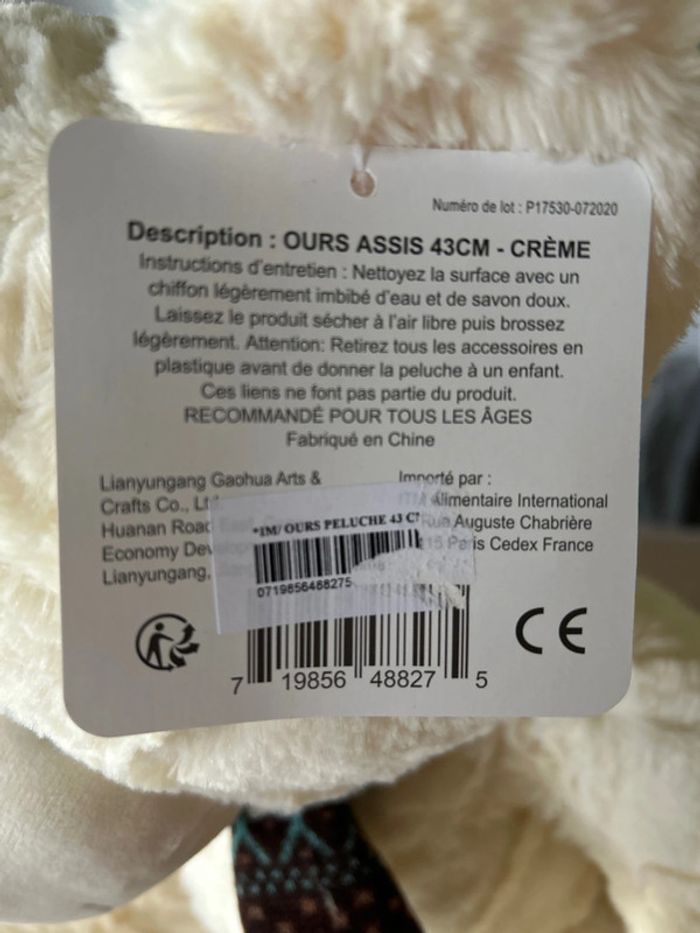 Numéro de lot : P17530-072020
Description : OURS ASSIS 43CM - CRÈME
Instructions d'entretien : Nettoyez la surface avec un
chiffon légèrement imbibé d'eau et de savon doux.
Laissez le produit sécher à l'air libre puis brossez
légèrement. Attention: Retirez tous les accessoires en
plastique avant de donner la peluche à un enfant.
Ces liens ne font pas partie du produit.
RECOMMANDÉ POUR TOUS LES ÂGES
Fabriqué en Chine
Lianyungang Gaohua Arts &
Crafts Co.,
Huanan Road
Economy
Lianyungang,
Importé par :
Alimentaire International
Rue Auguste Chabrière
Paris Cedex France
*IM/ OURS PELUCHE 43 C
0719856488275
CE
7 19856 48827 5